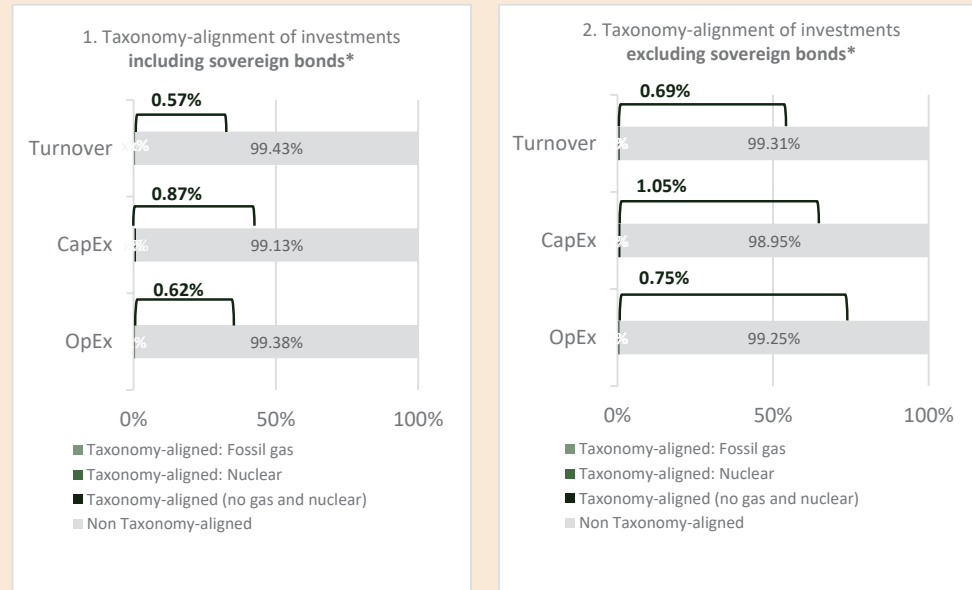 1. Taxonomy-alignment of investments
including sovereign bonds*
0.57%
Turnover
99.43%
0.87%
CapEx
99.13%
0.62%
OpEx
99.38%
0%
50%
100%
Taxonomy-aligned: Fossil gas
Taxonomy-aligned: Nuclear
Taxonomy-aligned (no gas and nuclear)
Non Taxonomy-aligned
2. Taxonomy-alignment of investments
excluding sovereign bonds*
0.69%
Turnover
99.31%
1.05%
CapEx
98.95%
0.75%
OpEx
99.25%
0%
50%
100%
Taxonomy-aligned: Fossil gas
Taxonomy-aligned: Nuclear
Taxonomy-aligned (no gas and nuclear)
Non Taxonomy-aligned